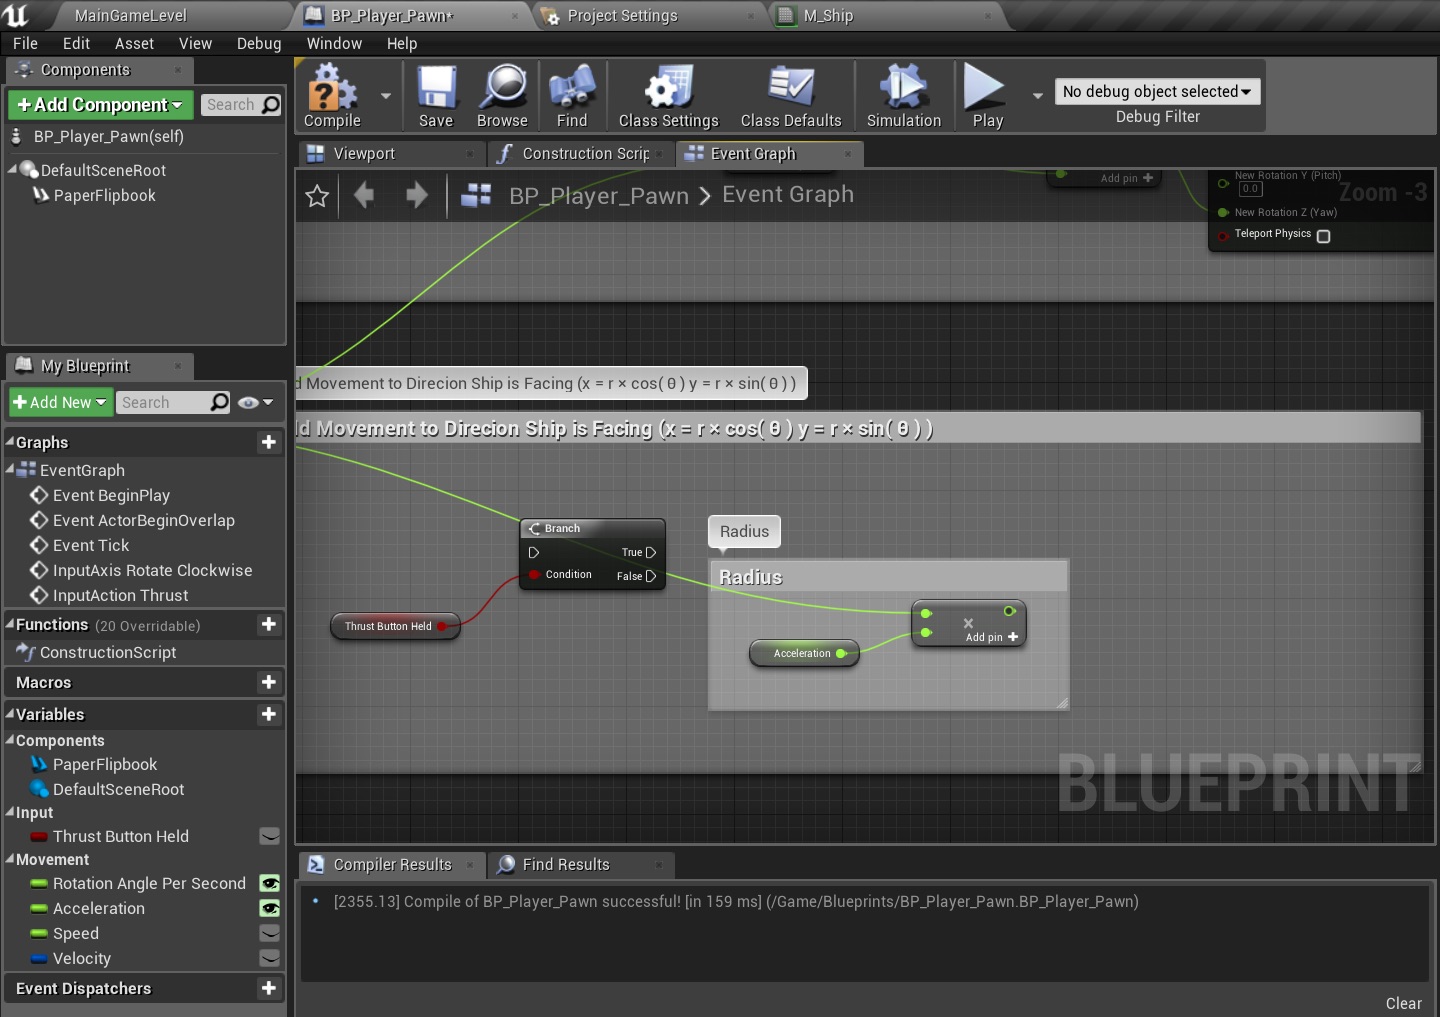 MainGameLevel
BP_Player_Pawn*
Project Settings
M_Ship
File Edit Asset View Debug Window Help
Components
+Add Component
Search
BP_Player_Pawn(self)
DefaultSceneRoot
PaperFlipbook
Compile
Save
Browse
Find
Class Settings
Class Defaults
Simulation
Play
No debug object selected
Debug Filter
Viewport
Construction Scrip
Event Graph
BP_Player_Pawn > Event Graph
Zoom -3
Add pin +
New Rotation Y (Pitch)
0.0
New Rotation Z (Yaw)
Teleport Physics
d Movement to Direcion Ship is Facing (x = r × cos( θ ) y = r × sin( θ ) )
ld Movement to Direcion Ship is Facing (x = r × cos( θ ) y = r × sin( θ ) )
Branch
True
Condition
False
Thrust Button Held
Radius
Radius
Acceleration
×
Add pin +
BLUEPRINT
My Blueprint
+Add New
Search
Graphs
EventGraph
Event BeginPlay
Event ActorBeginOverlap
Event Tick
InputAxis Rotate Clockwise
InputAction Thrust
Functions (20 Overridable)
ConstructionScript
Macros
Variables
Components
PaperFlipbook
DefaultSceneRoot
Input
Thrust Button Held
Movement
Rotation Angle Per Second
Acceleration
Speed
Velocity
Event Dispatchers
Compiler Results
Find Results
[2355.13] Compile of BP_Player_Pawn successful! [in 159 ms] (/Game/Blueprints/BP_Player_Pawn.BP_Player_Pawn)
Clear